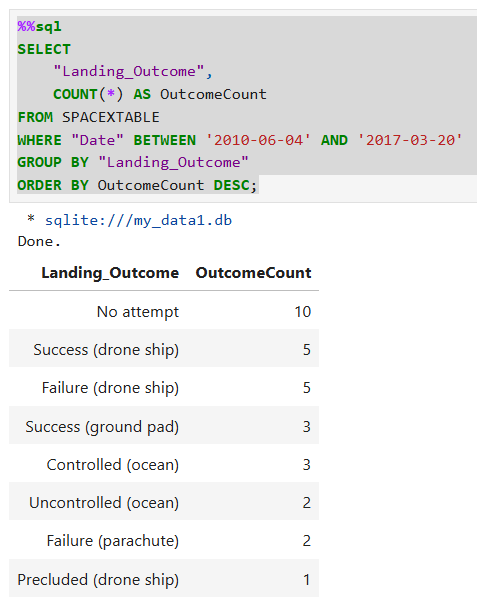 %%sql
SELECT
    "Landing_Outcome",
    COUNT(*) AS OutcomeCount
FROM SPACEXTABLE
WHERE "Date" BETWEEN '2010-06-04' AND '2017-03-20'
GROUP BY "Landing_Outcome"
ORDER BY OutcomeCount DESC;
* sqlite:///my_data1.db
Done.
Landing_Outcome OutcomeCount
No attempt 10
Success (drone ship) 5
Failure (drone ship) 5
Success (ground pad) 3
Controlled (ocean) 3
Uncontrolled (ocean) 2
Failure (parachute) 2
Precluded (drone ship) 1